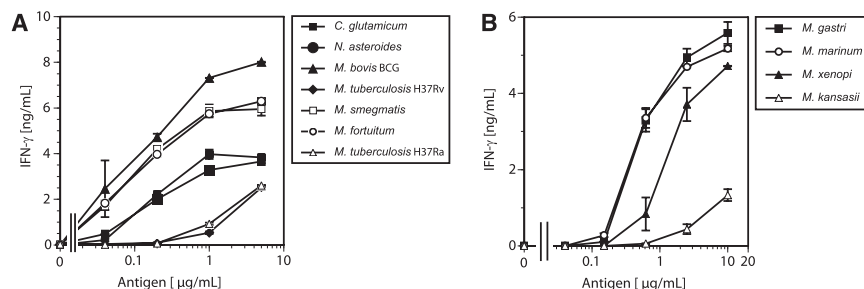 A
IFN-γ [ng/mL]
10
8
6
4
2
0
0
0.1
1
10
Antigen [ µg/mL]
C. glutamicum
N. asteroides
M. bovis BCG
M. tuberculosis H37Rv
M. smegmatis
M. fortuitum
M. tuberculosis H37Ra
B
IFN-γ [ng/mL]
6
4
2
0
0
0.1
1
10 20
Antigen [ µg/mL]
M. gastri
M. marinum
M. xenopi
M. kansasii